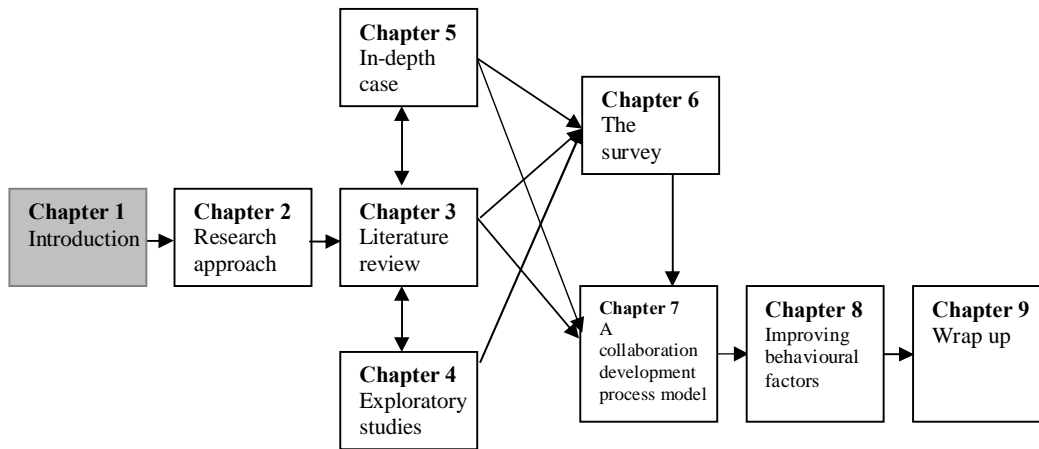 Chapter 5
In-depth
case
Chapter 6
The
survey
Chapter 1
Introduction
Chapter 2
Research
approach
Chapter 3
Literature
review
Chapter 4
Exploratory
studies
Chapter 7
A
collaboration
development
process model
Chapter 8
Improving
behavioural
factors
Chapter 9
Wrap up